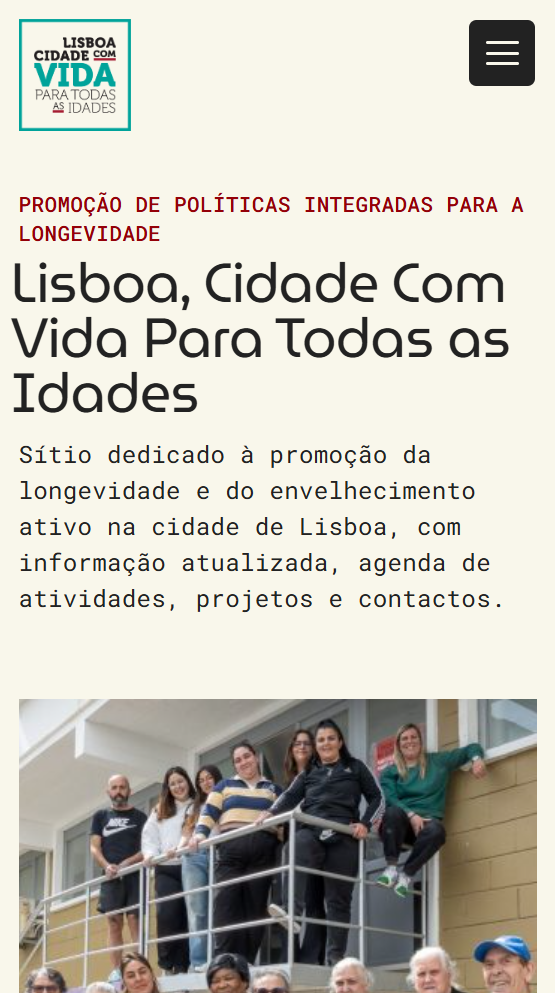 LISBOA
CIDADE COM
VIDA
PARA TODAS
AS IDADES
PROMOÇÃO DE POLÍTICAS INTEGRADAS PARA A
LONGEVIDADE
Lisboa, Cidade Com
Vida Para Todas as
Idades
Sítio dedicado à promoção da
longevidade e do envelhecimento
ativo na cidade de Lisboa, com
informação atualizada, agenda de
atividades, projetos e contactos.
NIKE